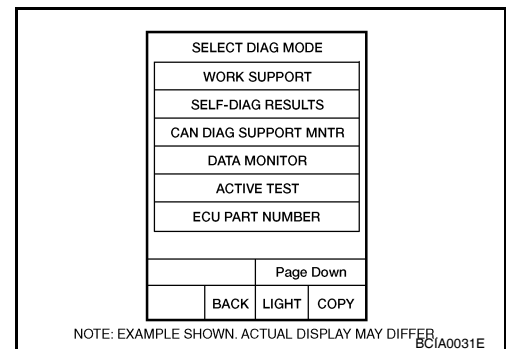 SELECT DIAG MODE
WORK SUPPORT
SELF-DIAG RESULTS
CAN DIAG SUPPORT MNTR
DATA MONITOR
ACTIVE TEST
ECU PART NUMBER
Page Down
BACK LIGHT COPY
NOTE: EXAMPLE SHOWN. ACTUAL DISPLAY MAY DIFFER.
BCIA0031E